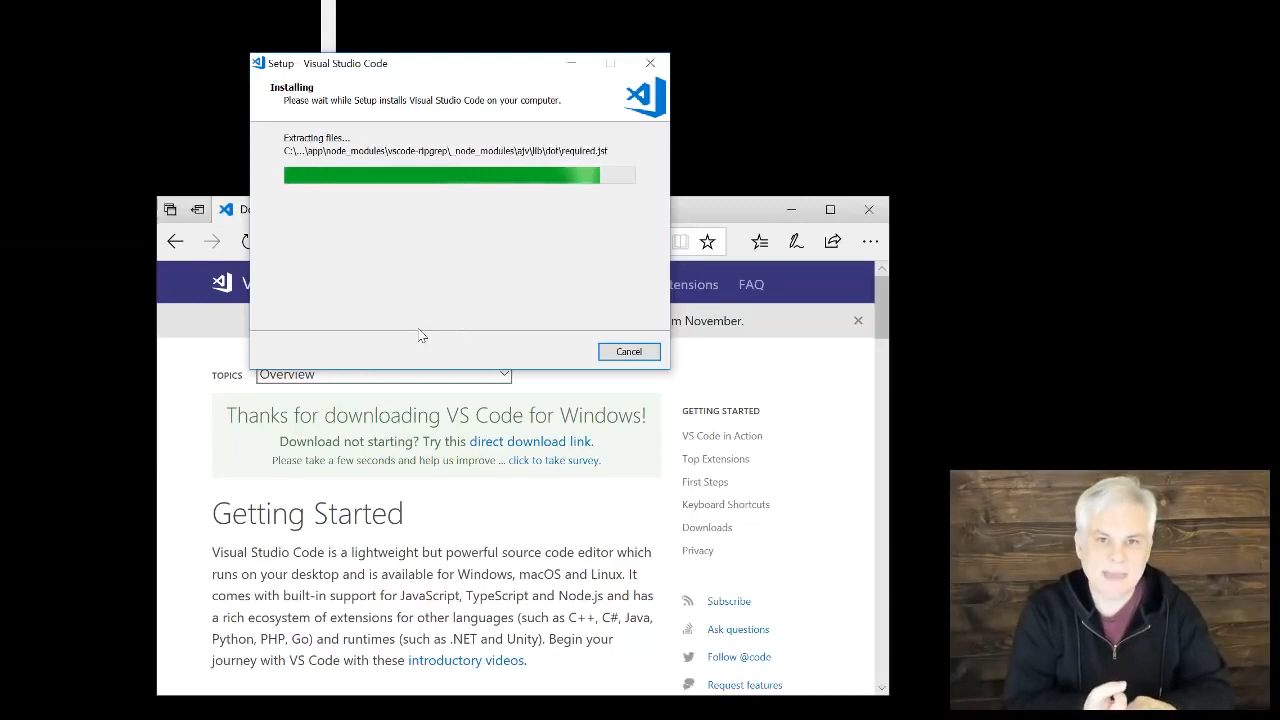 Setup - Visual Studio Code
Installing
Please wait while Setup installs Visual Studio Code on your computer.
Extracting files...
C:\...\app\node_modules\vscode-ripgrep\_node_modules\ajv\lib\dot\required.jst
Cancel
FAQ
m November.
TOPICS
Overview
Thanks for downloading VS Code for Windows!
Download not starting? Try this direct download link.
Please take a few seconds and help us improve ... click to take survey.
Getting Started
Visual Studio Code is a lightweight but powerful source code editor which
runs on your desktop and is available for Windows, macOS and Linux. It
comes with built-in support for JavaScript, TypeScript and Node.js and has
a rich ecosystem of extensions for other languages (such as C++, C#, Java,
Python, PHP, Go) and runtimes (such as .NET and Unity). Begin your
journey with VS Code with these introductory videos.
GETTING STARTED
VS Code in Action
Top Extensions
First Steps
Keyboard Shortcuts
Downloads
Privacy
Subscribe
Ask questions
Follow @code
Request features